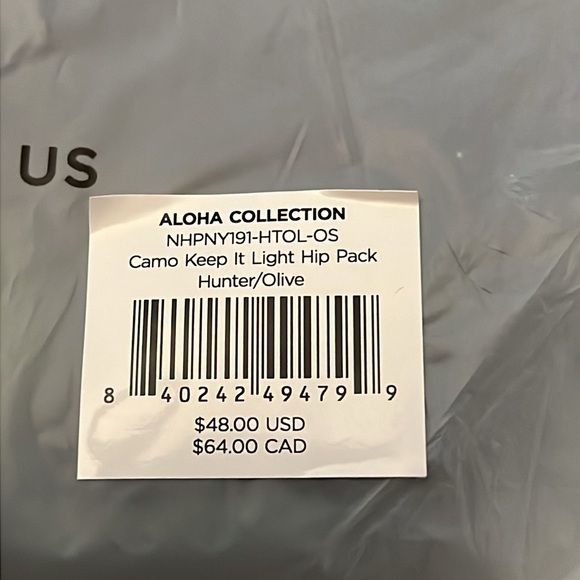 US
ALOHA COLLECTION
NHPNY191-HTOL-OS
Camo Keep It Light Hip Pack
Hunter/Olive
8 40242 49479 9
$48.00 USD
$64.00 CAD